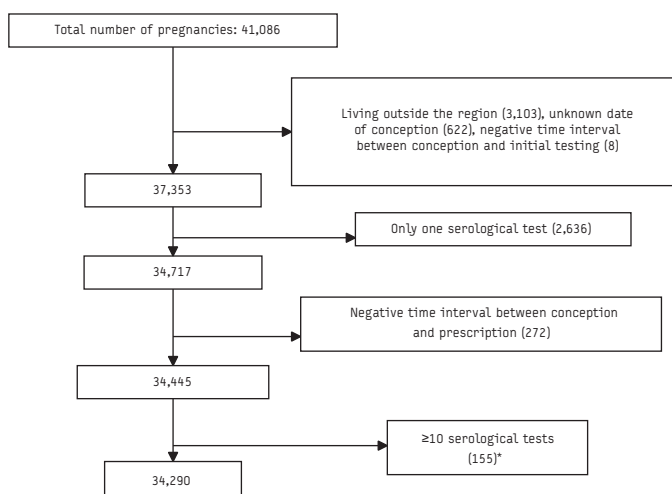 Total number of pregnancies: 41,086
Living outside the region (3,103), unknown date
of conception (622), negative time interval
between conception and initial testing (8)
37,353
Only one serological test (2,636)
34,717
Negative time interval between conception
and prescription (272)
34,445
≥10 serological tests
(155)*
34,290